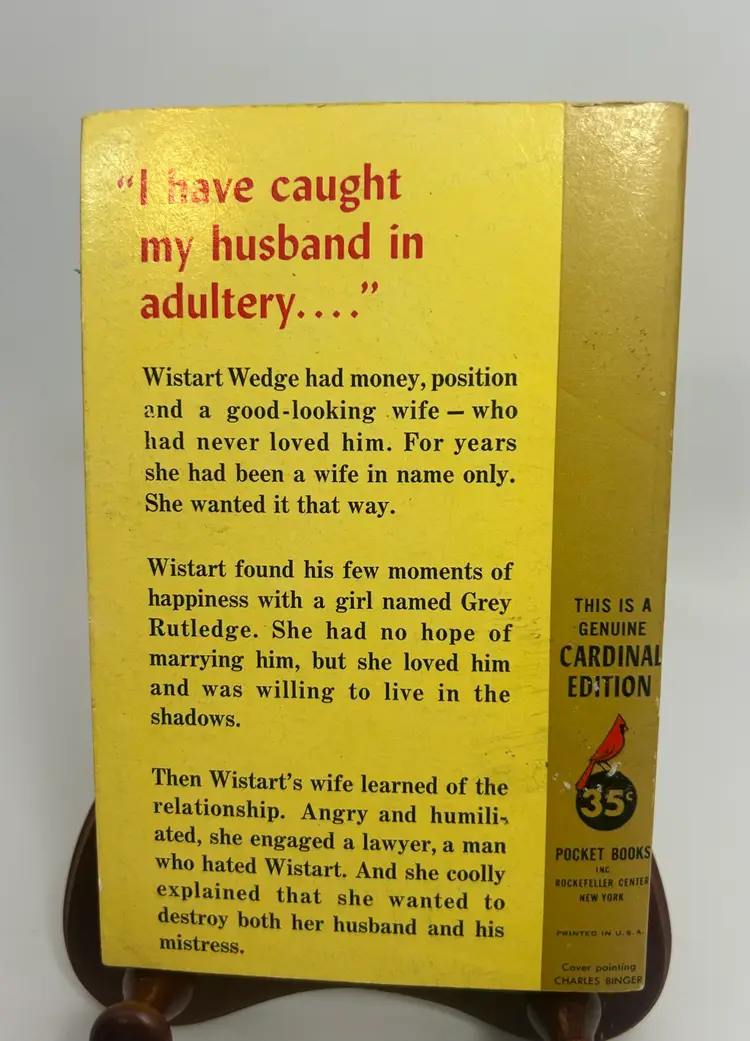 “I have caught
my husband in
adultery....”
Wistart Wedge had money, position
and a good-looking wife — who
had never loved him. For years
she had been a wife in name only.
She wanted it that way.
Wistart found his few moments of
happiness with a girl named Grey
Rutledge. She had no hope of
marrying him, but she loved him
and was willing to live in the
shadows.
Then Wistart’s wife learned of the
relationship. Angry and humili-
ated, she engaged a lawyer, a man
who hated Wistart. And she coolly
explained that she wanted to
destroy both her husband and his
mistress.
THIS IS A
GENUINE
CARDINAL
EDITION
35c
POCKET BOOKS
INC
ROCKEFELLER CENTER
NEW YORK
PRINTED IN U.S.A.
Cover painting
CHARLES BINGER